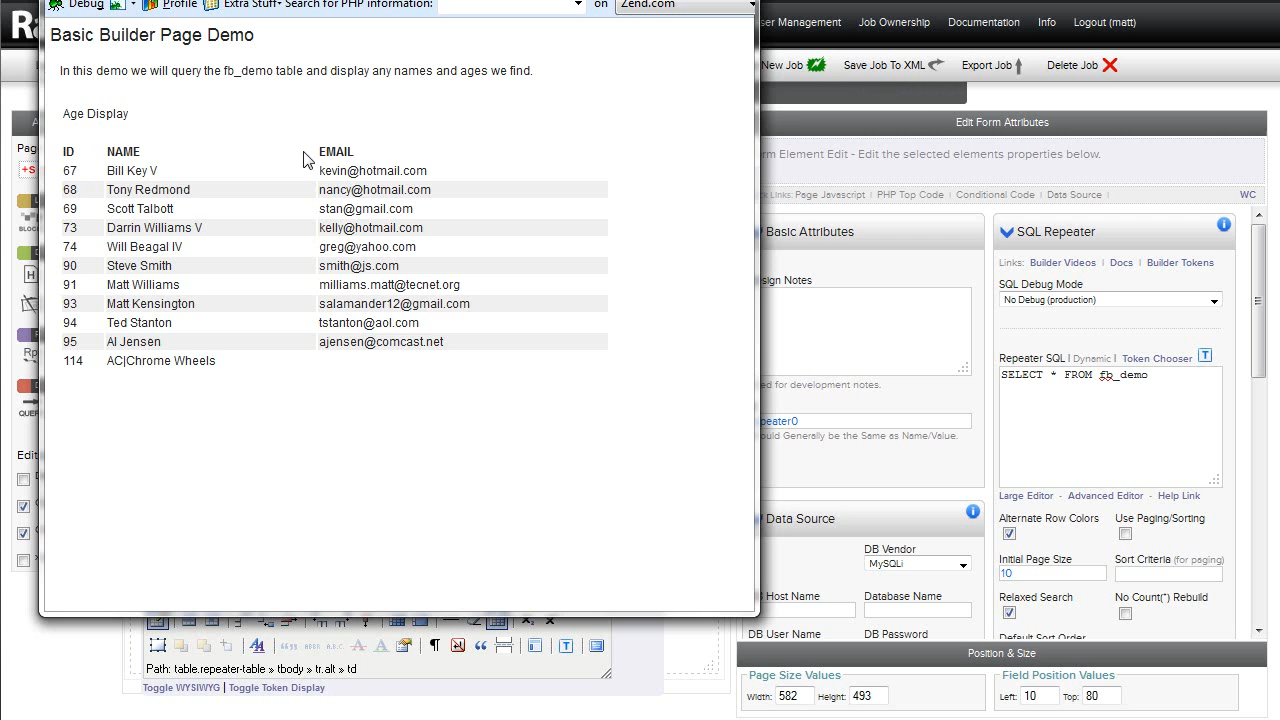 Debug
Profile
Extra Stuff
Search for PHP information:
on
Zend.com
Basic Builder Page Demo
In this demo we will query the fb_demo table and display any names and ages we find.
Age Display
ID NAME EMAIL
67 Bill Key V kevin@hotmail.com
68 Tony Redmond nancy@hotmail.com
69 Scott Talbott stan@gmail.com
73 Darrin Williams V kelly@hotmail.com
74 Will Beagal IV greg@yahoo.com
90 Steve Smith smith@js.com
91 Matt Williams milliams.matt@tecnet.org
93 Matt Kensington salamander12@gmail.com
94 Ted Stanton tstanton@aol.com
95 Al Jensen ajensen@comcast.net
114 AC|Chrome Wheels
ser Management Job Ownership Documentation Info Logout (matt)
New Job Save Job To XML Export Job Delete Job
Edit Form Attributes
orm Element Edit - Edit the selected elements properties below.
Links: Page Javascript | PHP Top Code | Conditional Code | Data Source | WC
Basic Attributes
sign Notes
ed for development notes.
peater0
ould Generally be the Same as Name/Value.
Data Source
DB Vendor
MySQLi
DB Host Name Database Name
DB User Name DB Password
SQL Repeater
Links: Builder Videos | Docs | Builder Tokens
SQL Debug Mode
No Debug (production)
Repeater SQL | Dynamic | Token Chooser T
SELECT * FROM fb_demo
Large Editor - Advanced Editor - Help Link
Alternate Row Colors Use Paging/Sorting
Initial Page Size Sort Criteria (for paging)
10
Relaxed Search No Count(*) Rebuild
Default Sort Order
Position & Size
Page Size Values
Width: 582 Height: 493
Field Position Values
Left: 10 Top: 80
Path: table.repeater-table » tbody » tr.alt » td
Toggle WYSIWYG | Toggle Token Display